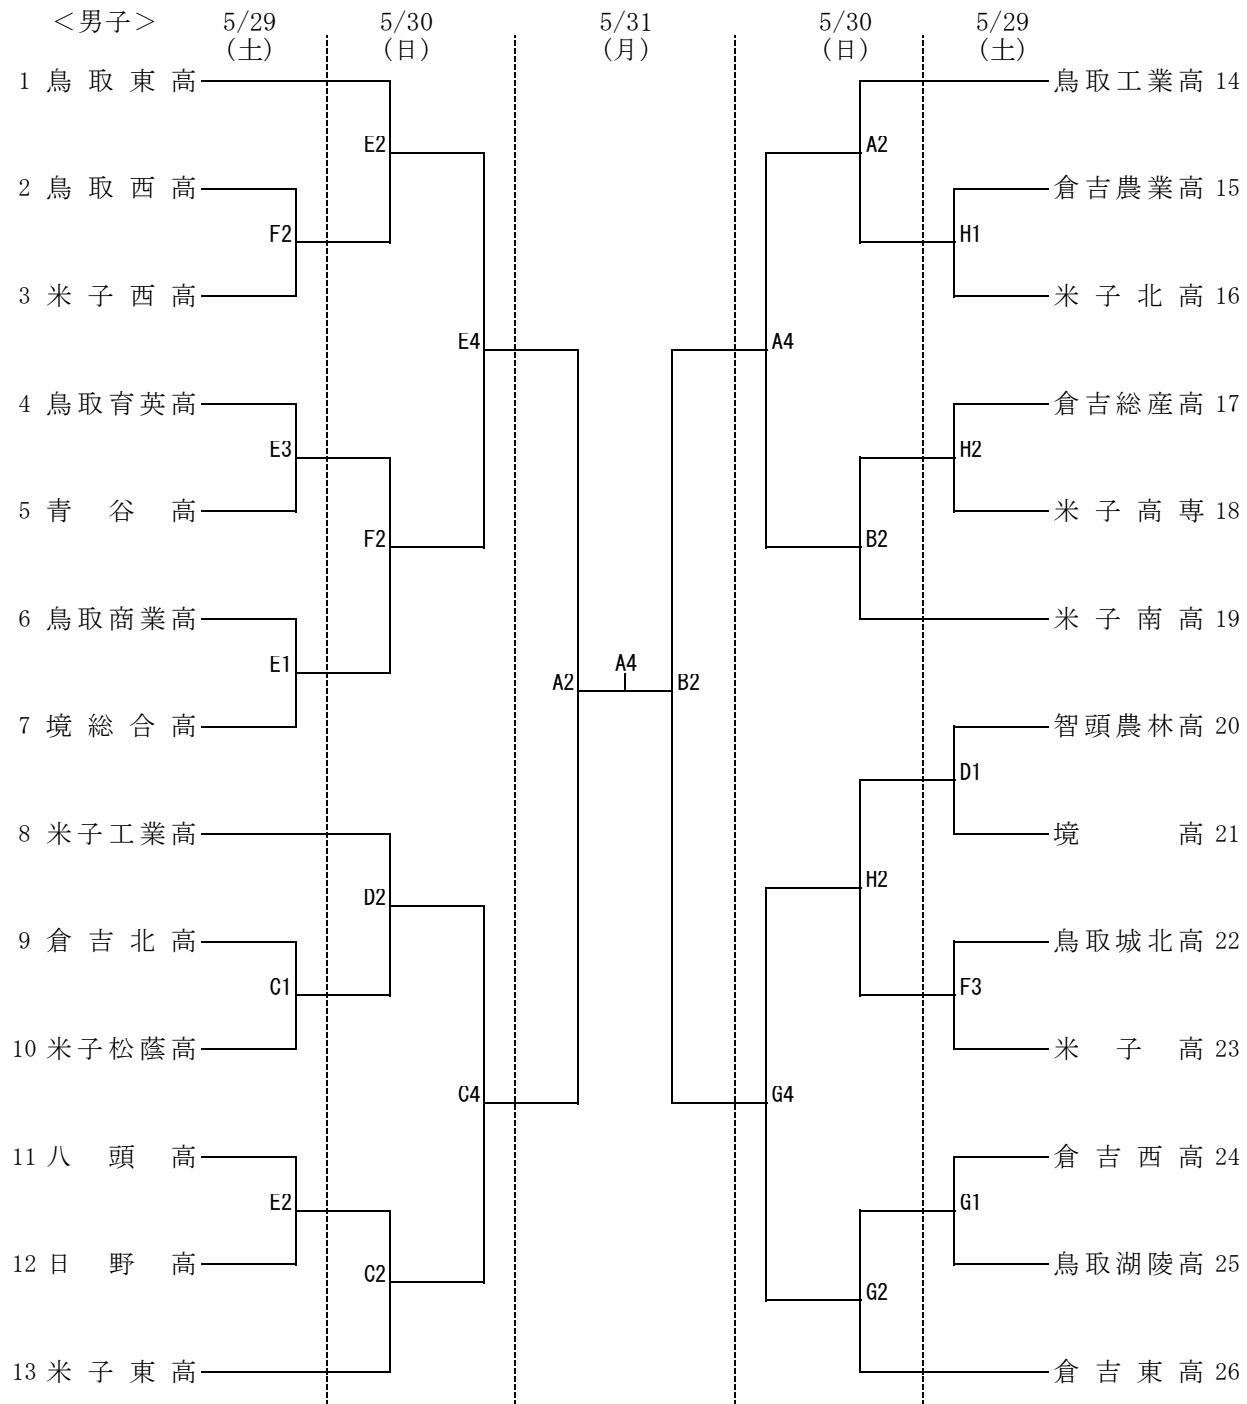 ＜男子＞ 5/29 5/30 5/31 5/30 5/29
(土) (日) (月) (日) (土)
1 鳥取東高 鳥取工業高 14
E2 A2
2 鳥取西高 倉吉農業高 15
F2 H1
3 米子西高 米子北高 16
E4 A4
4 鳥取育英高 倉吉総産高 17
E3 H2
5 青谷高 米子高専 18
F2 B2
6 鳥取商業高 米子南高 19
E1 A2 A4 B2
7 境総合高 智頭農林高 20
D1
8 米子工業高 境高 21
D2 H2
9 倉吉北高 鳥取城北高 22
C1 F3
10 米子松蔭高 米子高 23
C4 G4
11 八頭高 倉吉西高 24
E2 G1
12 日野高 鳥取湖陵高 25
C2 G2
13 米子東高 倉吉東高 26